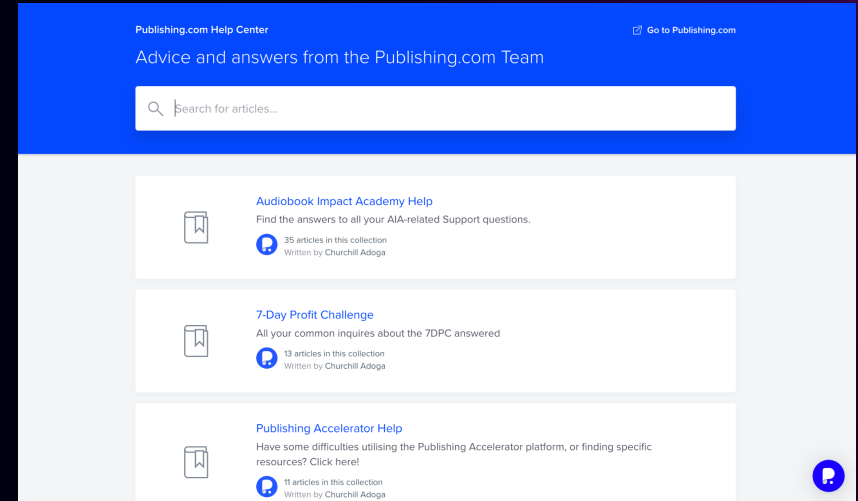 Publishing.com Help Center
Go to Publishing.com
Advice and answers from the Publishing.com Team
Search for articles...
Audiobook Impact Academy Help
Find the answers to all your AIA-related Support questions.
35 articles in this collection
Written by Churchill Adoga
7-Day Profit Challenge
All your common inquires about the 7DPC answered
13 articles in this collection
Written by Churchill Adoga
Publishing Accelerator Help
Have some difficulties utilising the Publishing Accelerator platform, or finding specific
resources? Click here!
11 articles in this collection
Written by Churchill Adoga